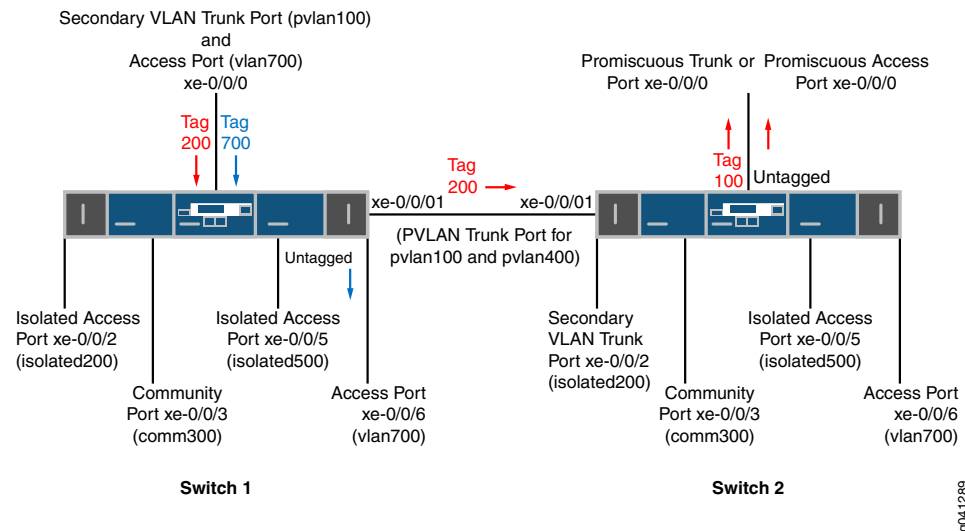 Secondary VLAN Trunk Port (pvlan100)
and
Access Port (vlan700)
xe-0/0/0
Promiscuous Trunk or Promiscuous Access
Port xe-0/0/0 Port xe-0/0/0
Tag Tag
200 700
Tag
200
Tag
100 Untagged
xe-0/0/01 xe-0/0/01
(PVLAN Trunk Port for
pvlan100 and pvlan400)
Untagged
Isolated Access
Port xe-0/0/2
(isolated200)
Isolated Access
Port xe-0/0/5
(isolated500)
Secondary
VLAN Trunk
Port xe-0/0/2
(isolated200)
Isolated Access
Port xe-0/0/5
(isolated500)
Community
Port xe-0/0/3
(comm300)
Access Port
xe-0/0/6
(vlan700)
Community
Port xe-0/0/3
(comm300)
Access Port
xe-0/0/6
(vlan700)
Switch 1
Switch 2
g041289